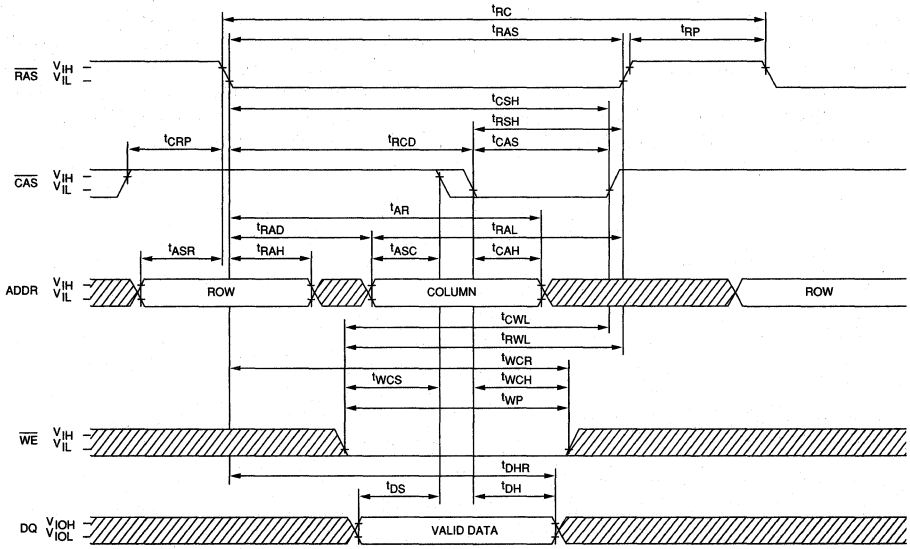 tRC
tRAS tRP
RAS VIH VIL
tCSH
tRSH
tCRP tRCD tCAS
CAS VIH VIL
tAR
tRAD tRAL
tASR tRAH tASC tCAH
ADDR VIH VIL ROW COLUMN ROW
tCWL
tRWL
tWCR
tWCS tWCH
tWP
WE VIH VIL
tDHR
tDS tDH
DQ VIOH VIOL VALID DATA